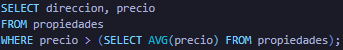 SELECT direccion, precio
FROM propiedades
WHERE precio > (SELECT AVG(precio) FROM propiedades);